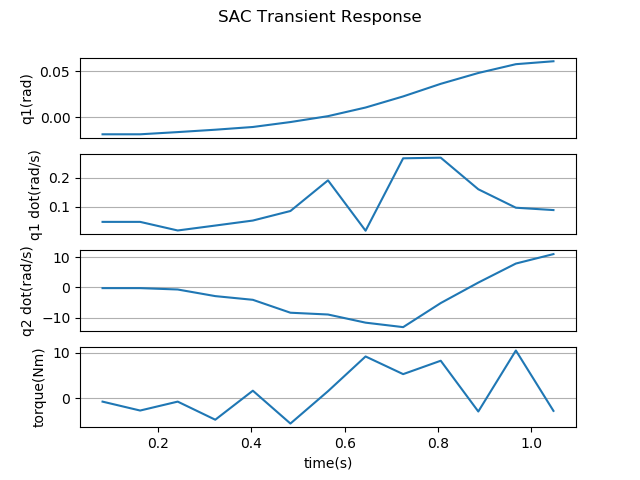 SAC Transient Response
q1(rad)
0.05
0.00
q1 dot(rad/s)
0.2
0.1
q2 dot(rad/s)
10
0
−10
torque(Nm)
10
0
0.2 0.4 0.6 0.8 1.0
time(s)